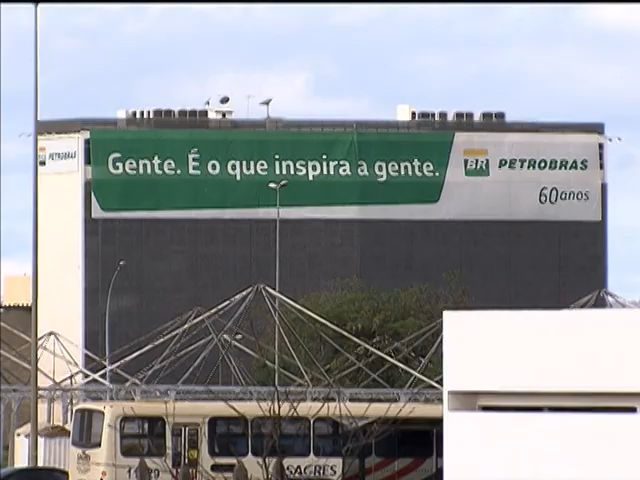 PETROBRAS
Gente. É o que inspira a gente.
BR PETROBRAS
60anos
SAGRES